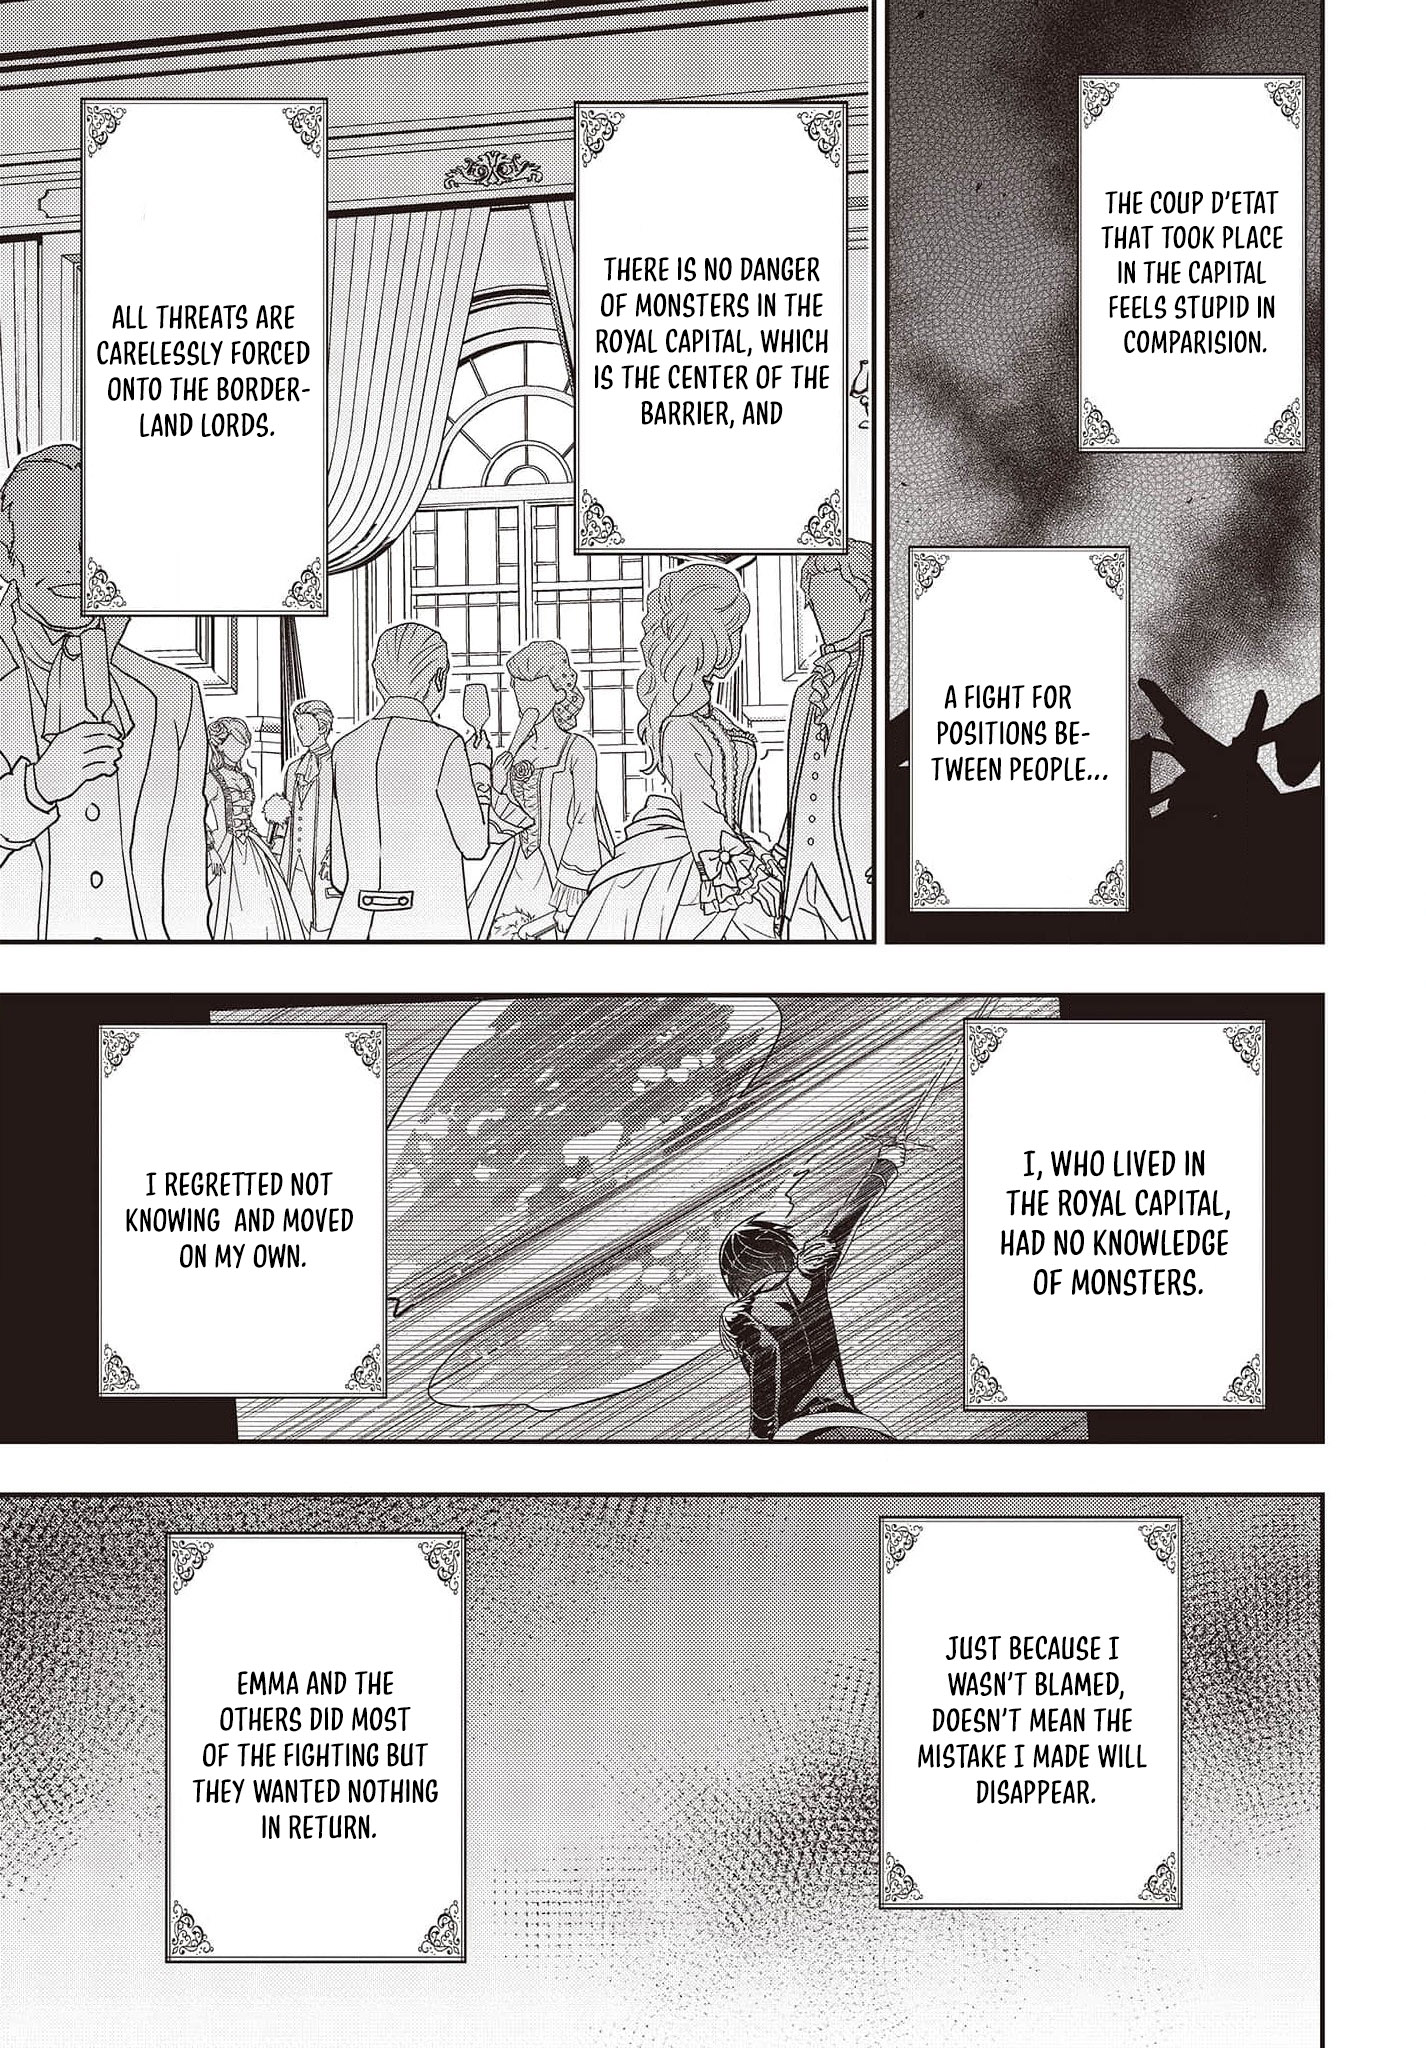 THE COUP D'ETAT
THAT TOOK PLACE
IN THE CAPITAL
FEELS STUPID IN
COMPARISION.
A FIGHT FOR
POSITIONS BE-
TWEEN PEOPLE...
THERE IS NO DANGER
OF MONSTERS IN THE
ROYAL CAPITAL, WHICH
IS THE CENTER OF THE
BARRIER, AND
ALL THREATS ARE
CARELESSLY FORCED
ONTO THE BORDER-
LAND LORDS.
I, WHO LIVED IN
THE ROYAL CAPITAL,
HAD NO KNOWLEDGE
OF MONSTERS.
I REGRETTED NOT
KNOWING AND MOVED
ON MY OWN.
JUST BECAUSE I
WASN'T BLAMED,
DOESN'T MEAN THE
MISTAKE I MADE WILL
DISAPPEAR.
EMMA AND THE
OTHERS DID MOST
OF THE FIGHTING BUT
THEY WANTED NOTHING
IN RETURN.